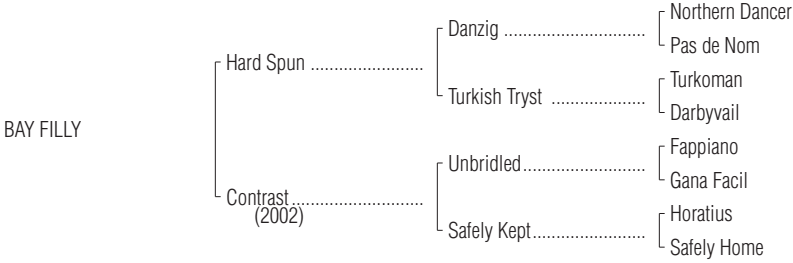 Northern Dancer
Danzig ..............................
Pas de Nom
Hard Spun ........................
Turkoman
Turkish Tryst ....................
Darbyvail
BAY FILLY
Fappiano
Unbridled..........................
Gana Facil
Contrast............................
(2002)
Horatius
Safely Kept........................
Safely Home